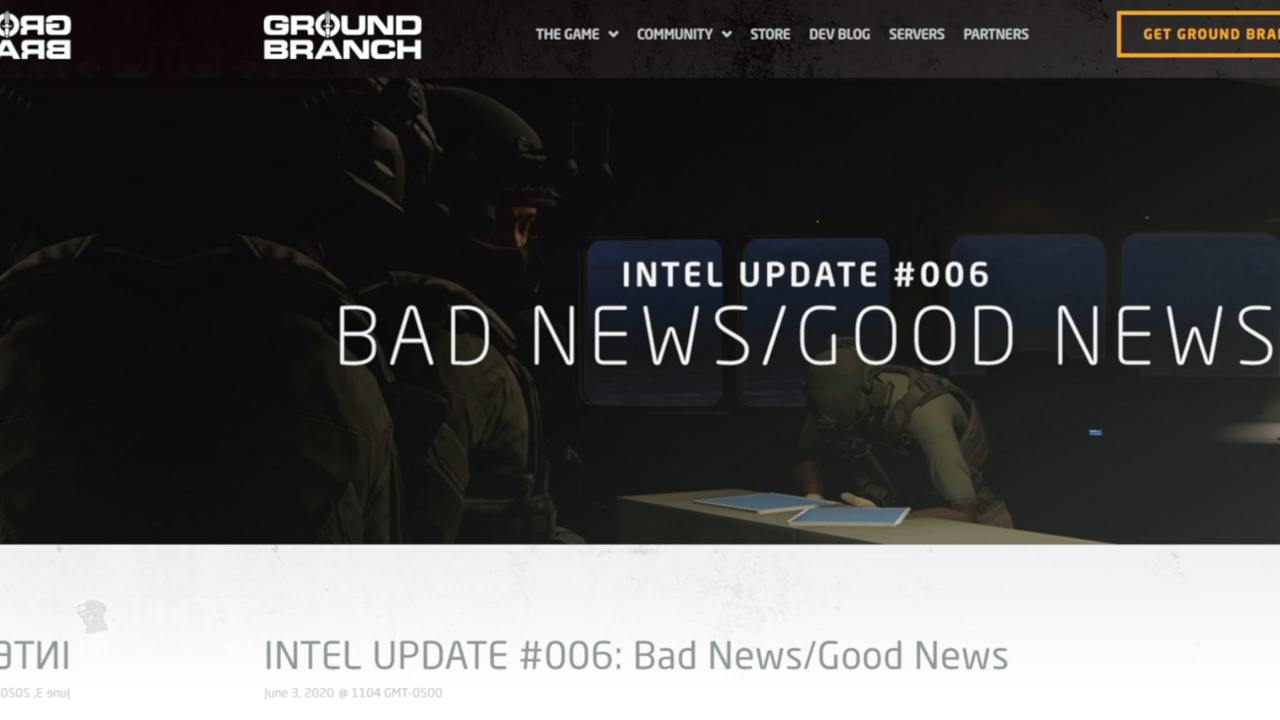 GROUND
BRANCH
THE GAME
COMMUNITY
STORE
DEV BLOG
SERVERS
PARTNERS
GET GROUND BRA
INTEL UPDATE #006
BAD NEWS/GOOD NEWS
INTEL UPDATE #006: Bad News/Good News
June 3, 2020 @ 1104 GMT-0500